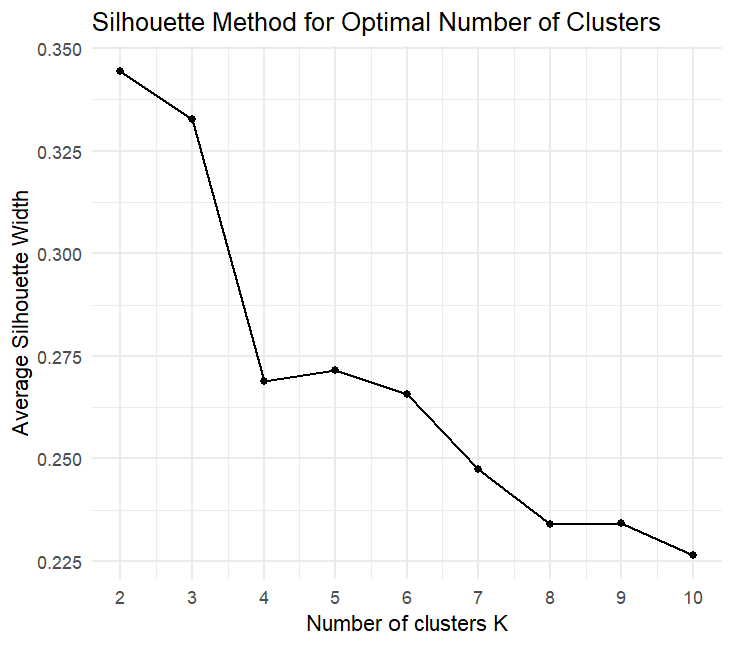 Silhouette Method for Optimal Number of Clusters
0.350
0.325
0.300
0.275
0.250
0.225
Average Silhouette Width
2 3 4 5 6 7 8 9 10
Number of clusters K